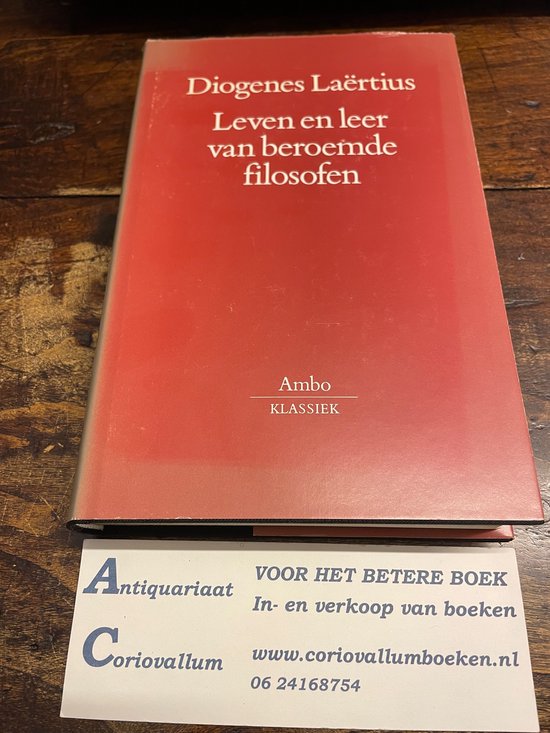 Diogenes Laërtius
Leven en leer
van beroemde
filosofen
Ambo
KLASSIEK
Antiquariaat
Coriovallum
VOOR HET BETERE BOEK
In- en verkoop van boeken
www.coriovallumboeken.nl
06 24168754